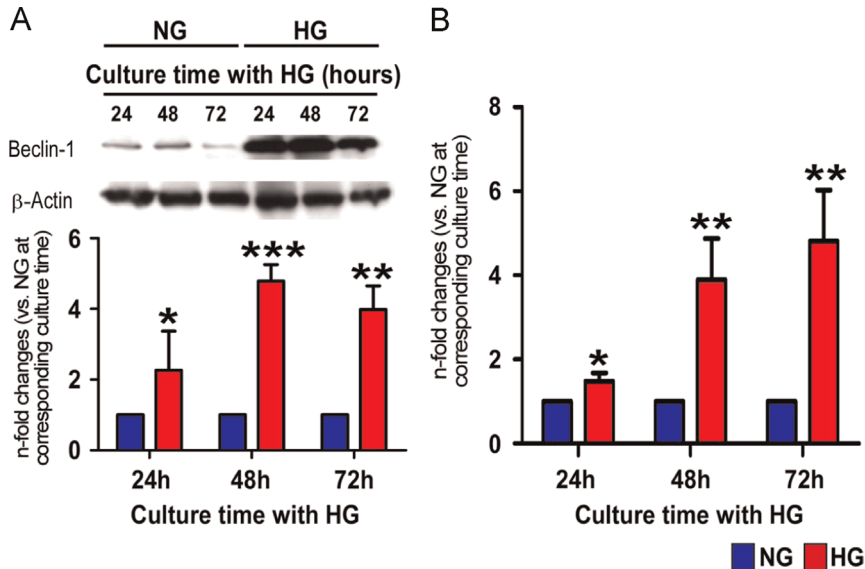 A
NG HG
Culture time with HG (hours)
24 48 72 24 48 72
Beclin-1
β-Actin
n-fold changes (vs. NG at
corresponding culture time)
6
4
2
0
*
***
**
24h 48h 72h
Culture time with HG
B
n-fold changes (vs. NG at
corresponding culture time)
8
6
4
2
0
*
**
**
24h 48h 72h
Culture time with HG
NG HG